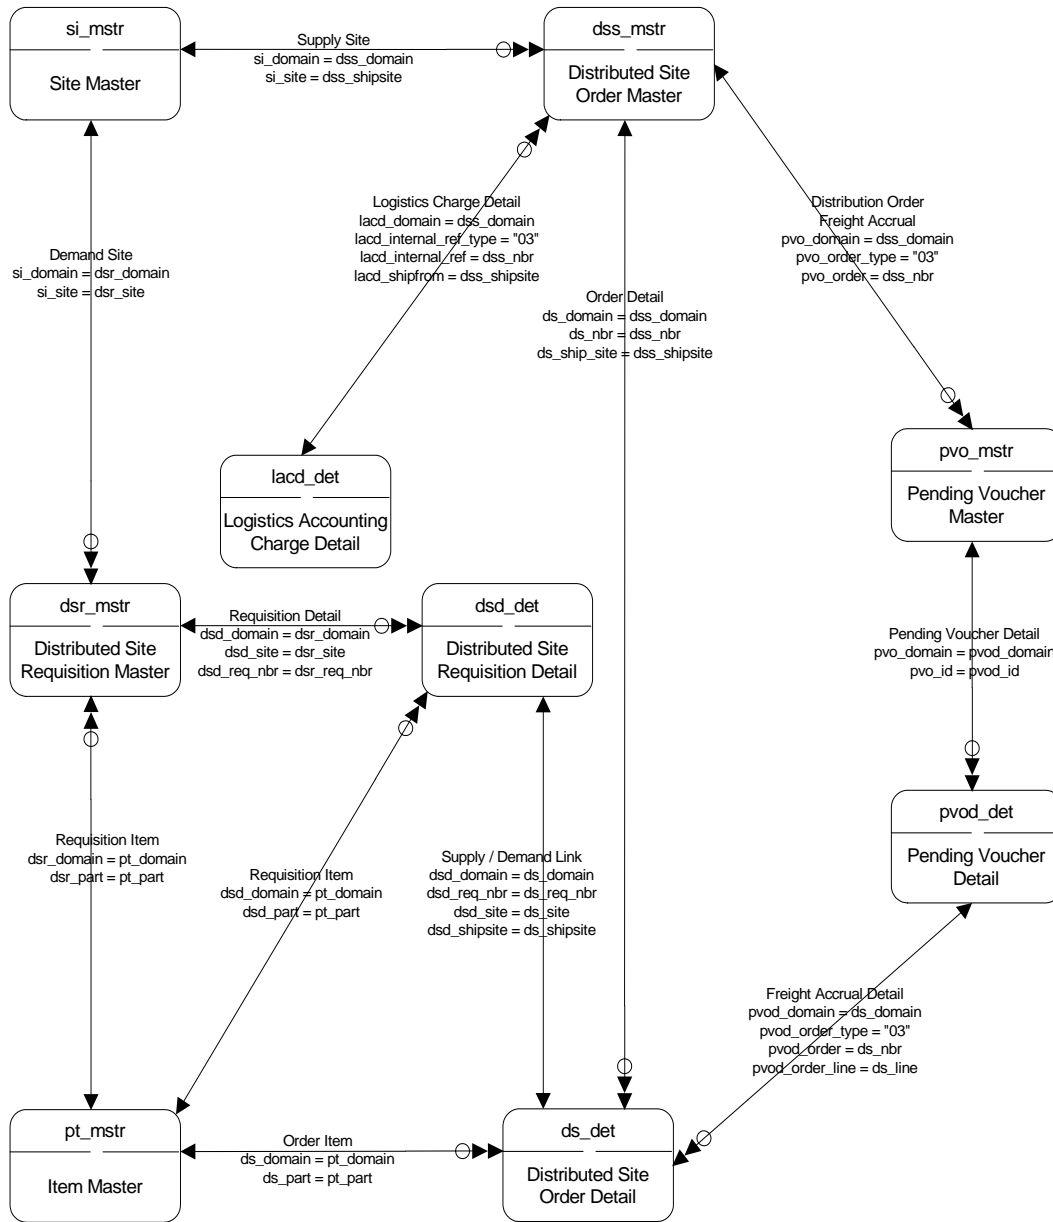 si_mstr
Site Master
Supply Site
si_domain = dss_domain
si_site = dss_shipsite
dss_mstr
Distributed Site
Order Master
Logistics Charge Detail
lacd_domain = dss_domain
lacd_internal_ref_type = "03"
lacd_internal_ref = dss_nbr
lacd_shipfrom = dss_shipsite
Distribution Order
Freight Accrual
pvo_domain = dss_domain
pvo_order_type = "03"
pvo_order = dss_nbr
Demand Site
si_domain = dsr_domain
si_site = dsr_site
Order Detail
ds_domain = dss_domain
ds_nbr = dss_nbr
ds_ship_site = dss_shipsite
lacd_det
Logistics Accounting
Charge Detail
pvo_mstr
Pending Voucher
Master
dsr_mstr
Distributed Site
Requisition Master
Requisition Detail
dsd_domain = dsr_domain
dsd_site = dsr_site
dsd_req_nbr = dsr_req_nbr
dsd_det
Distributed Site
Requisition Detail
Pending Voucher Detail
pvo_domain = pvod_domain
pvo_id = pvod_id
pvod_det
Pending Voucher
Detail
Requisition Item
dsr_domain = pt_domain
dsr_part = pt_part
Requisition Item
dsd_domain = pt_domain
dsd_part = pt_part
Supply / Demand Link
dsd_domain = ds_domain
dsd_req_nbr = ds_req_nbr
dsd_site = ds_site
dsd_shipsite = ds_shipsite
Freight Accrual Detail
pvod_domain = ds_domain
pvod_order_type = "03"
pvod_order = ds_nbr
pvod_order_line = ds_line
pt_mstr
Item Master
Order Item
ds_domain = pt_domain
ds_part = pt_part
ds_det
Distributed Site
Order Detail